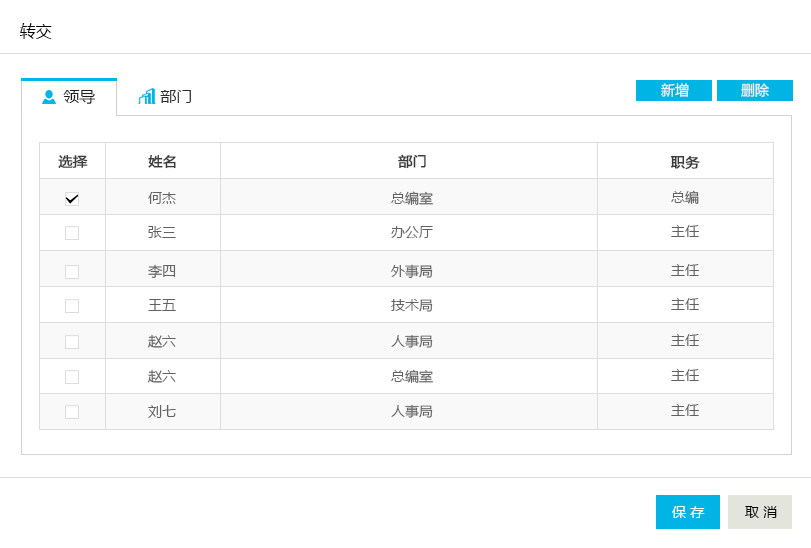 转交
领导 部门 新增 删除
选择 姓名 部门 职务
何杰 总编室 总编
张三 办公厅 主任
李四 外事局 主任
王五 技术局 主任
赵六 人事局 主任
赵六 总编室 主任
刘七 人事局 主任
保存 取消